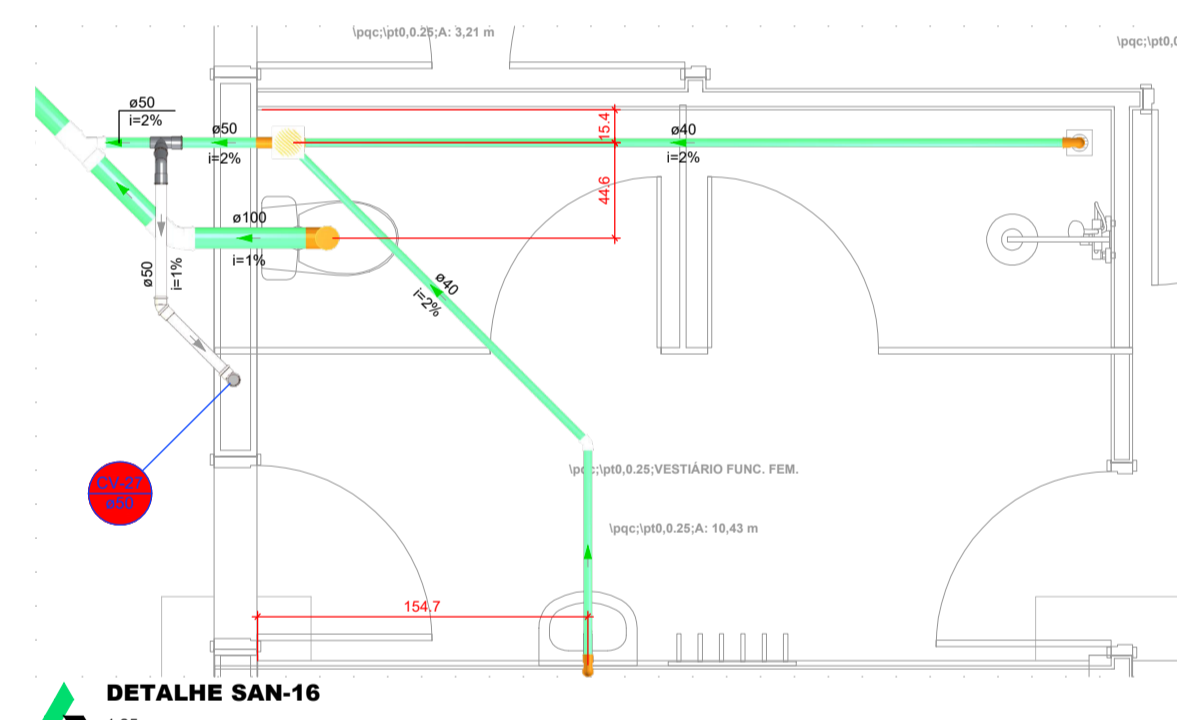 \pqc;\pt0,0.25;A: 3,21 m
\pqc;\pt0,
ø50
i=2%
ø50
i=2%
15.4
ø40
i=2%
44.6
ø100
i=1%
ø50
i=1%
ø40
i=2%
CV-27
ø50
\pqc;\pt0,0.25;VESTIÁRIO FUNC. FEM.
\pqc;\pt0,0.25;A: 10,43 m
154.7
DETALHE SAN-16